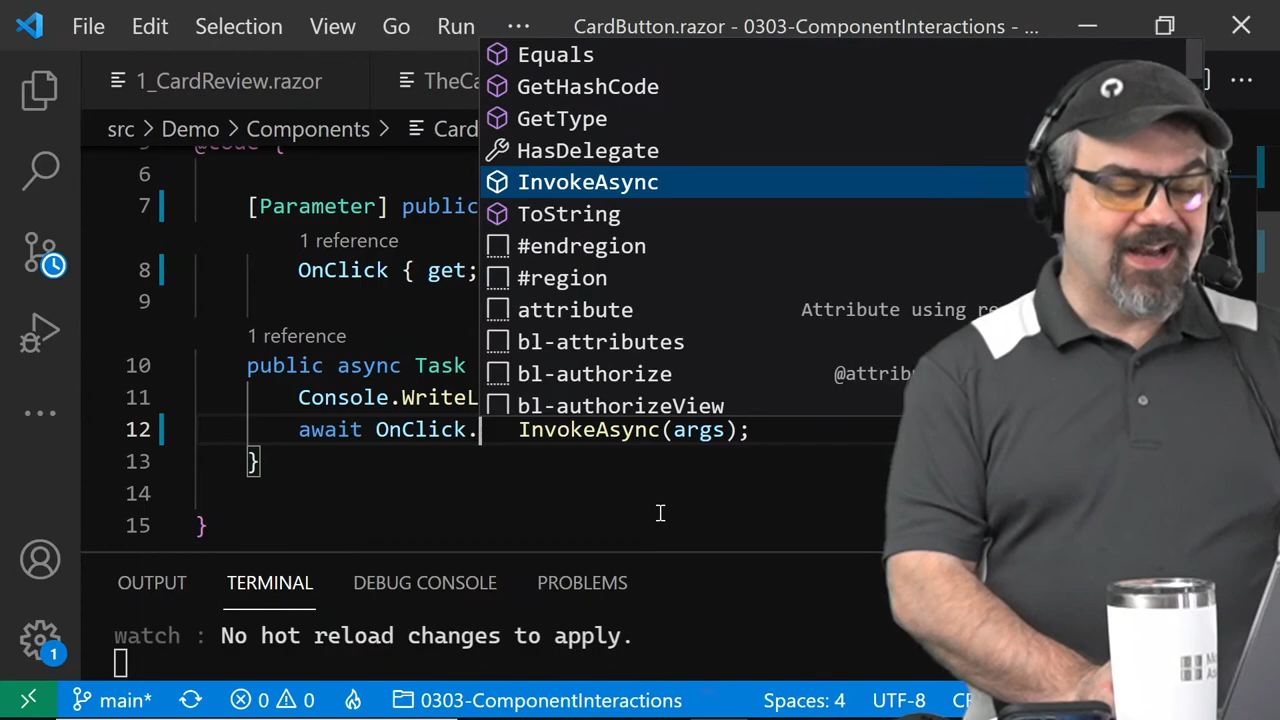 File Edit Selection View Go Run ··· CardButton.razor - 0303-ComponentInteractions - ...
1_CardReview.razor
src > Demo > Components > Card
@code {
6
7 [Parameter] public
1 reference
8 OnClick { get;
9
1 reference
10 public async Task
11 Console.WriteL
12 await OnClick. InvokeAsync(args);
13 }
14
15 }
Equals
GetHashCode
GetType
HasDelegate
InvokeAsync
ToString
#endregion
#region
attribute Attribute using
bl-attributes
bl-authorize
bl-authorizeView
OUTPUT TERMINAL DEBUG CONSOLE PROBLEMS
watch : No hot reload changes to apply.
1
main* 0 0 0303-ComponentInteractions Spaces: 4 UTF-8